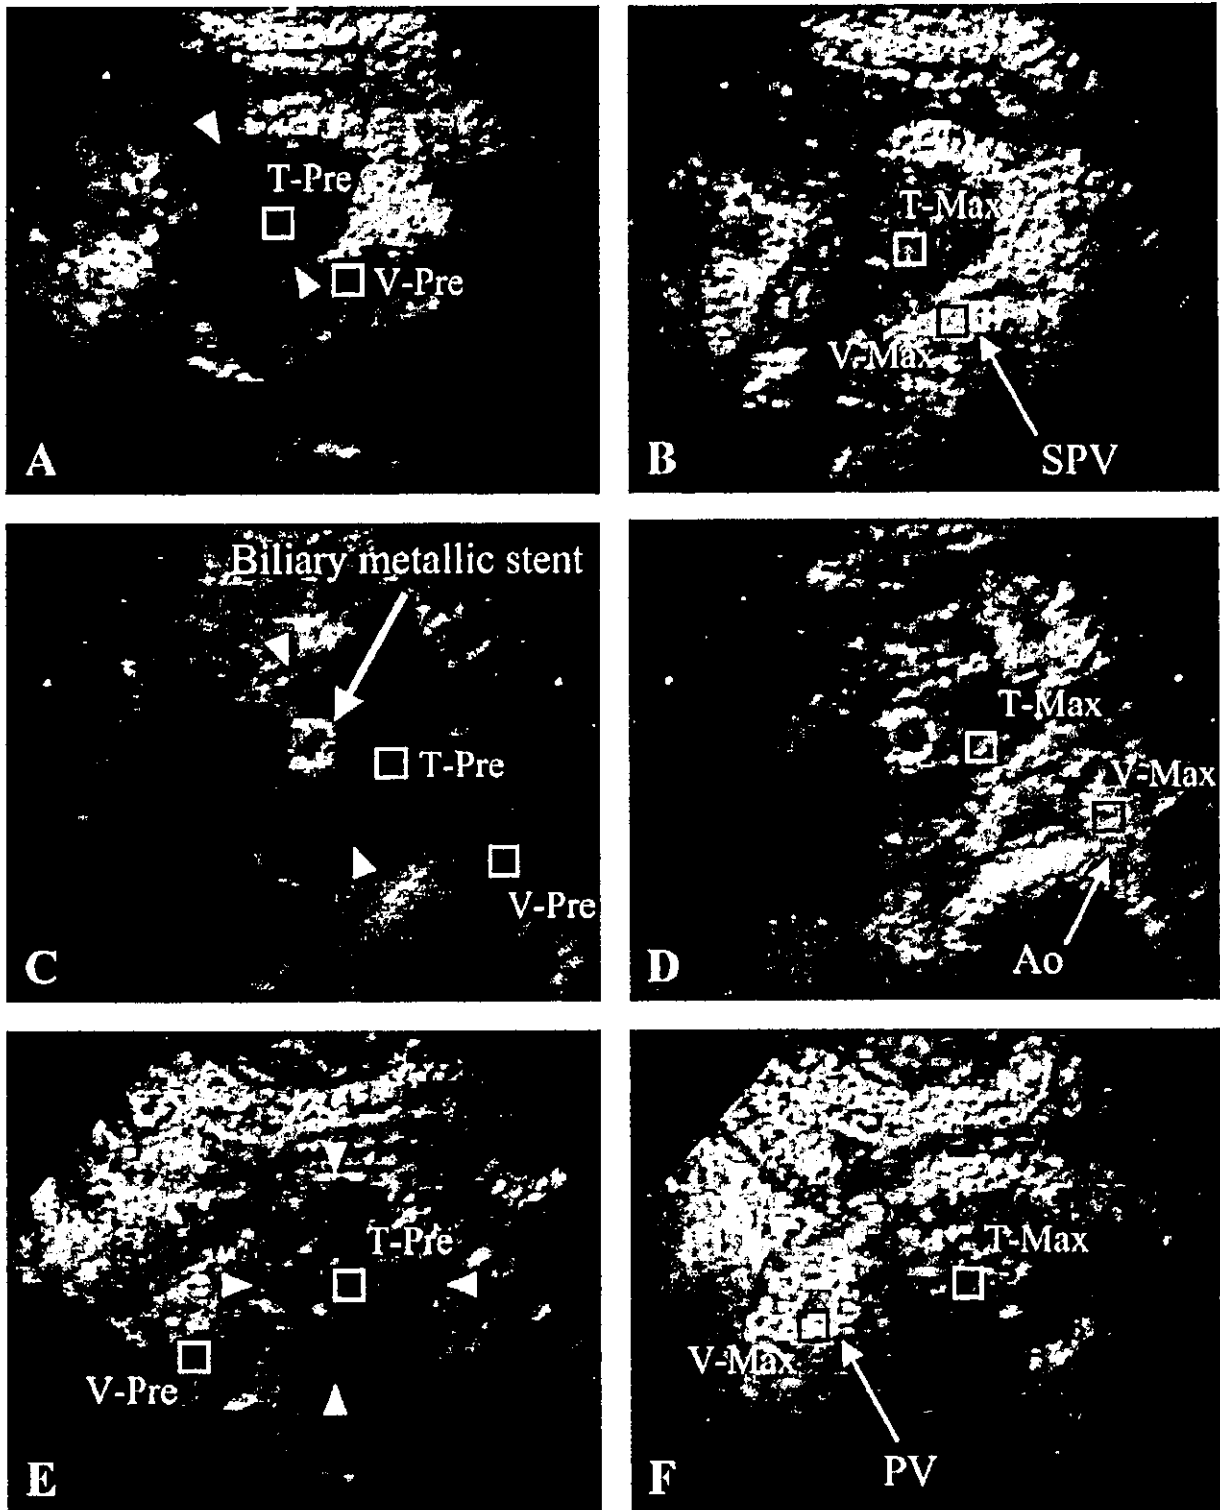 T-Pre
V-Pre
A
T-Max
V-Max
SPV
B
Biliary metallic stent
T-Pre
V-Pre
C
T-Max
V-Max
Ao
D
T-Pre
V-Pre
E
T-Max
V-Max
PV
F